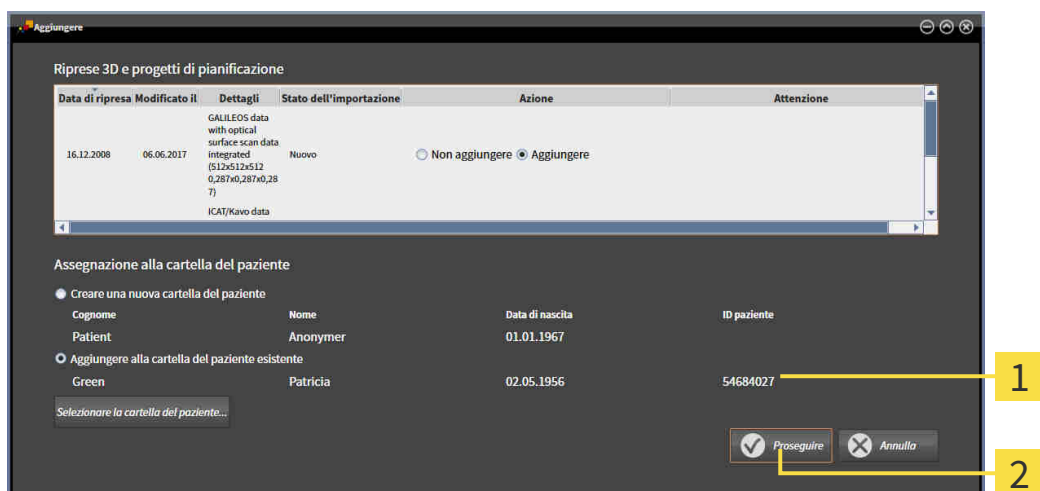 Aggiungere
Riprese 3D e progetti di pianificazione
Data di ripresa Modificato il Dettagli Stato dell'importazione Azione Attenzione
GALILEOS data
with optical
surface scan data
16.12.2008 06.06.2017 integrated Nuovo Non aggiungere Aggiungere
(512x512x512
0,287x0,287x0,28
7)
ICAT/Kavo data
Assegnazione alla cartella del paziente
Creare una nuova cartella del paziente
Cognome Nome Data di nascita ID paziente
Patient Anonymer 01.01.1967
Aggiungere alla cartella del paziente esistente
Green Patricia 02.05.1956 54684027
1
Selezionare la cartella del paziente...
Proseguire Annulla
2